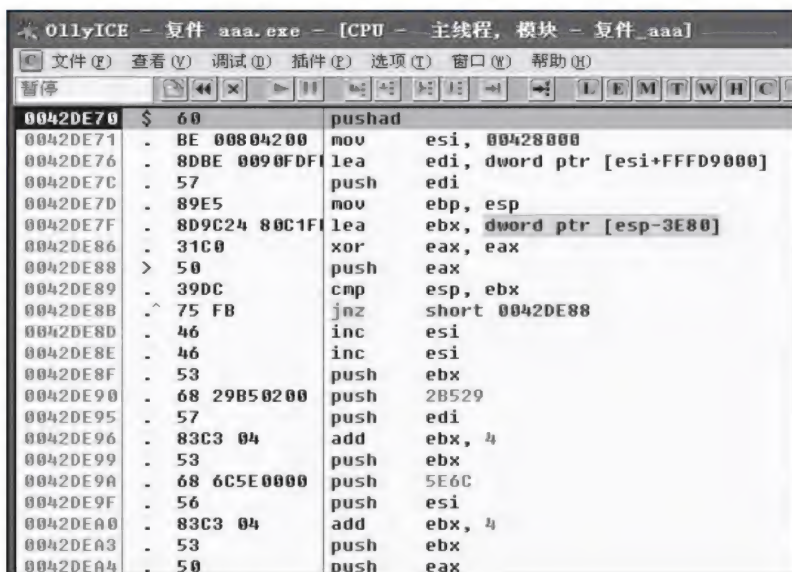 OllyICE - 复件 aaa.exe - [CPU - 主线程, 模块 - 复件_aaa]
C 文件(F) 查看(V) 调试(D) 插件(P) 选项(T) 窗口(W) 帮助(H)
暂停 L E M T W H C
0042DE70 $ 60 pushad
0042DE71 . BE 00804200 mov esi, 00428000
0042DE76 . 8DBE 0090FDF lea edi, dword ptr [esi+FFFD9000]
0042DE7C . 57 push edi
0042DE7D . 89E5 mov ebp, esp
0042DE7F . 8D9C24 80C1F lea ebx, dword ptr [esp-3E80]
0042DE86 . 31C0 xor eax, eax
0042DE88 > 50 push eax
0042DE89 . 39DC cmp esp, ebx
0042DE8B .^ 75 FB jnz short 0042DE88
0042DE8D . 46 inc esi
0042DE8E . 46 inc esi
0042DE8F . 53 push ebx
0042DE90 . 68 29B50200 push 2B529
0042DE95 . 57 push edi
0042DE96 . 83C3 04 add ebx, 4
0042DE99 . 53 push ebx
0042DE9A . 68 6C5E0000 push 5E6C
0042DE9F . 56 push esi
0042DEA0 . 83C3 04 add ebx, 4
0042DEA3 . 53 push ebx
0042DEA4 . 50 push eax